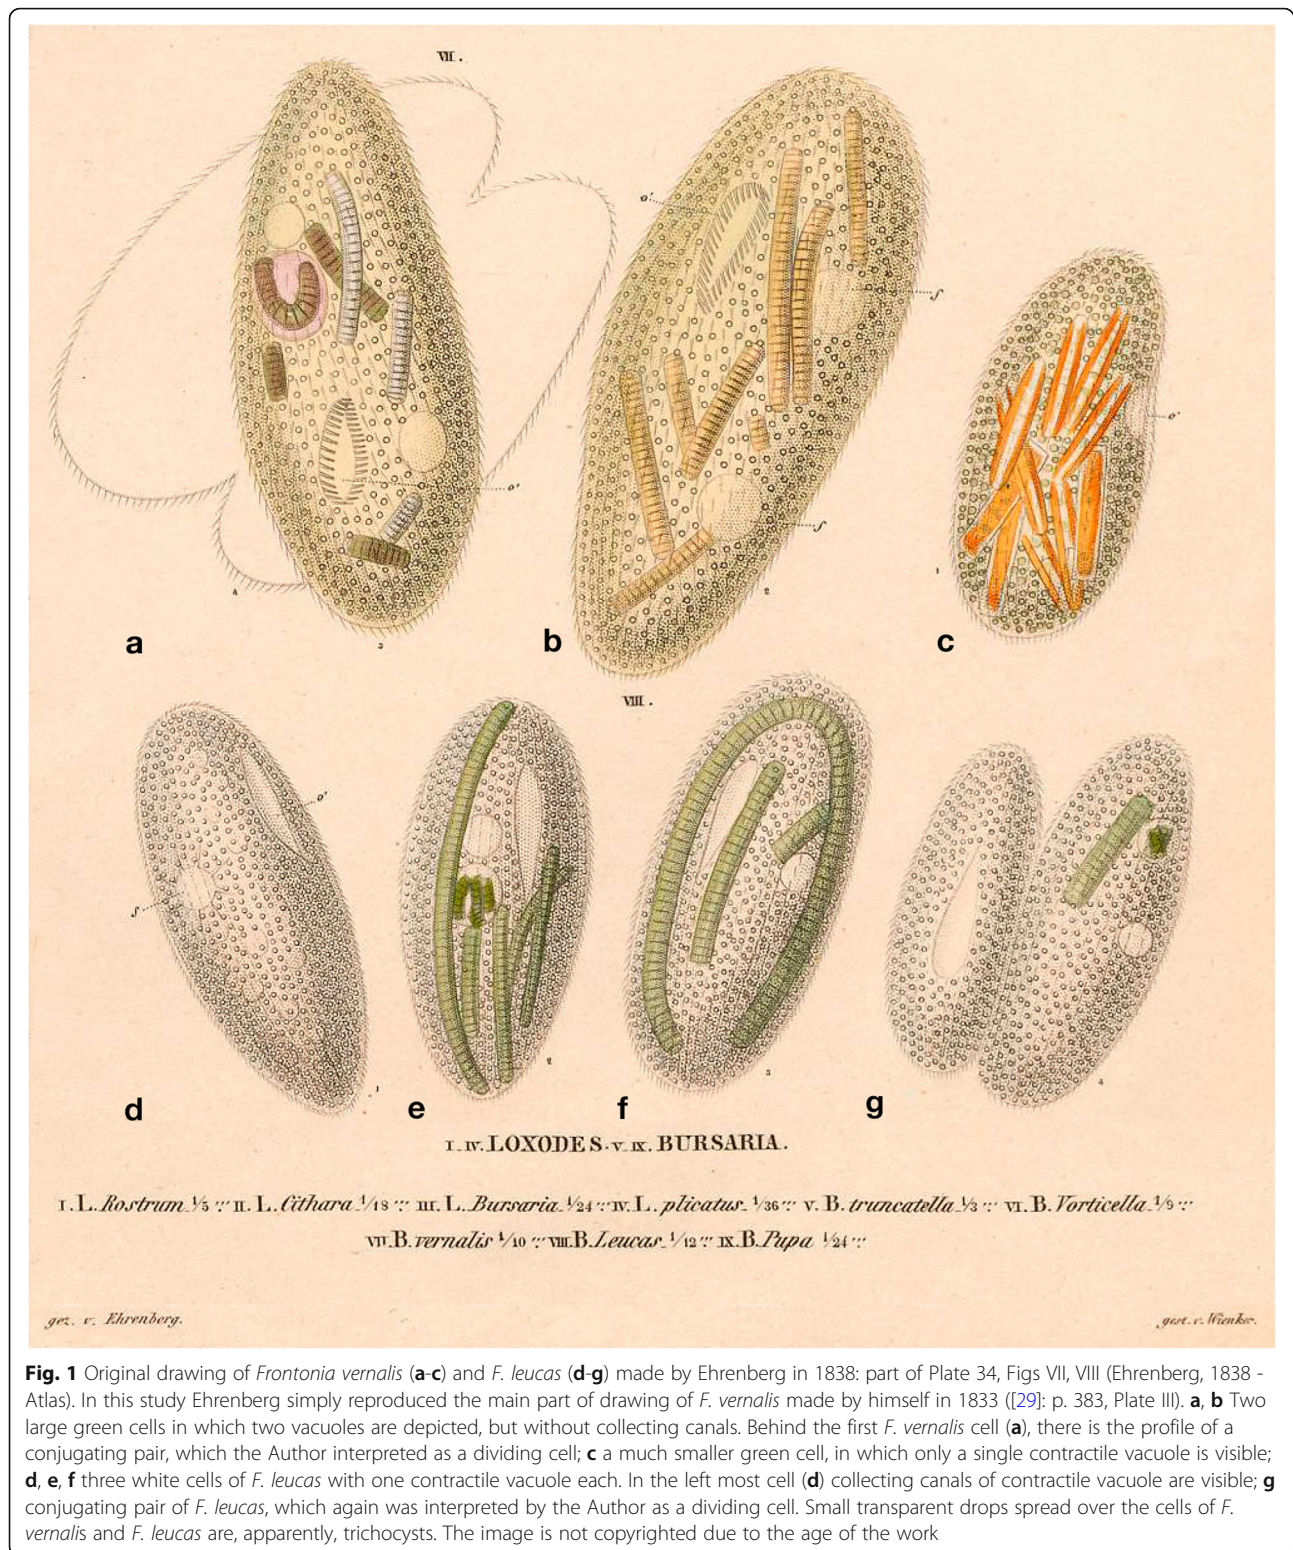 VII.
o'
f
o'
o'
f
1
4
2
3
a
b
c
VIII.
o'
f
1
2
3
4
d
e
f
g
I-IV. LOXODES. V-IX. BURSARIA.
I. L. Rostrum 1/5 ∵ II. L. Cithara 1/18 ∵ III. L. Bursaria 1/24 ∵ IV. L. plicatus 1/36 ∵ V. B. truncatella 1/3 ∵ VI. B. Vorticella 1/9 ∵
VII. B. vernalis 1/10 ∵ VIII. B. Leucas 1/12 ∵ IX. B. Pupa 1/24 ∵
gez. v. Ehrenberg.
gest. v. Wienker.
Fig. 1 Original drawing of Frontonia vernalis (a-c) and F. leucas (d-g) made by Ehrenberg in 1838: part of Plate 34, Figs VII, VIII (Ehrenberg, 1838 -
Atlas). In this study Ehrenberg simply reproduced the main part of drawing of F. vernalis made by himself in 1833 ([29]: p. 383, Plate III). a, b Two
large green cells in which two vacuoles are depicted, but without collecting canals. Behind the first F. vernalis cell (a), there is the profile of a
conjugating pair, which the Author interpreted as a dividing cell; c a much smaller green cell, in which only a single contractile vacuole is visible;
d, e, f three white cells of F. leucas with one contractile vacuole each. In the left most cell (d) collecting canals of contractile vacuole are visible; g
conjugating pair of F. leucas, which again was interpreted by the Author as a dividing cell. Small transparent drops spread over the cells of F.
vernalis and F. leucas are, apparently, trichocysts. The image is not copyrighted due to the age of the work